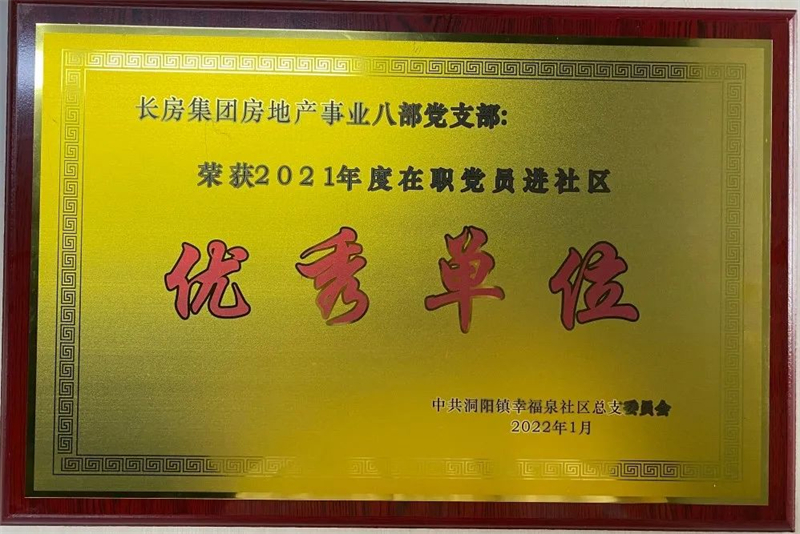 长房集团房地产事业八部党支部:
荣获2021年度在职党员进社区
优秀单位
中共洞阳镇幸福泉社区总支委员会
2022年1月